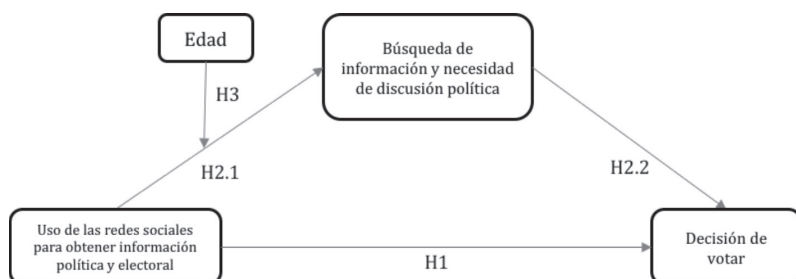 Edad
Búsqueda de
información y necesidad
de discusión política
H3
H2.1
H2.2
Uso de las redes sociales
para obtener información
política y electoral
Decisión de
votar
H1